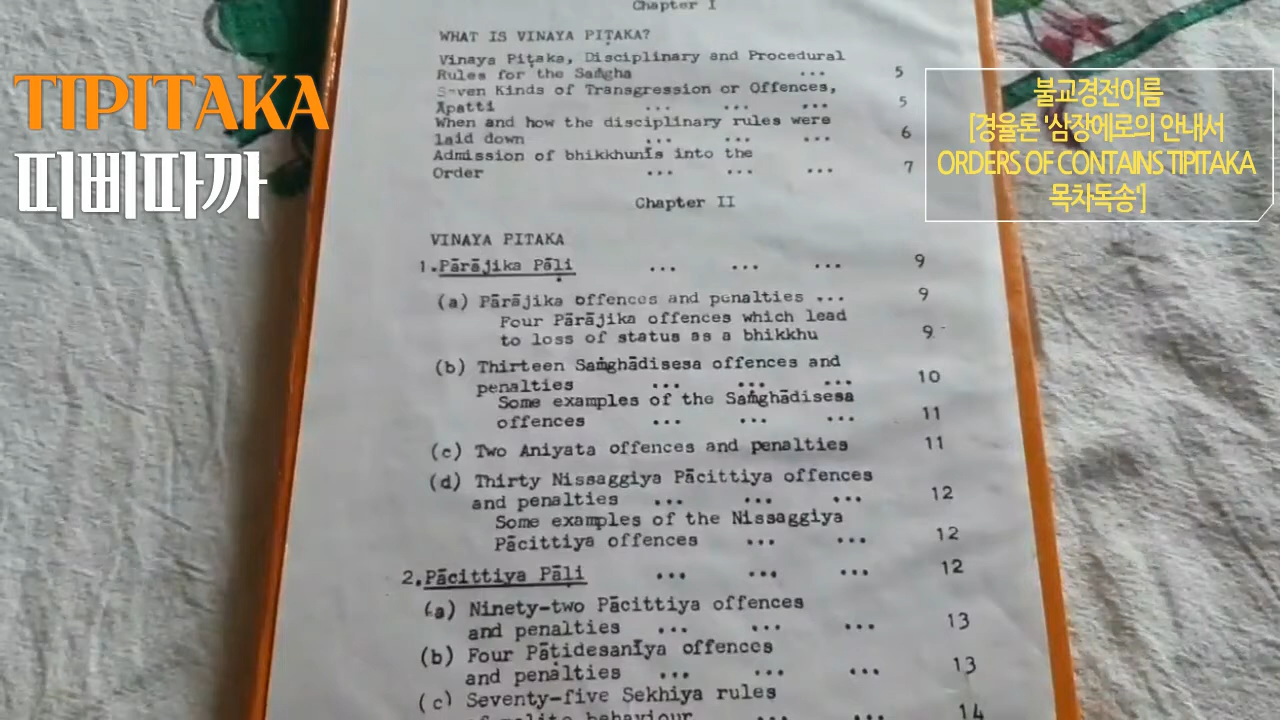 TIPITAKA
띠삐따까
불교경전이름
[경율론 '삼장에로의 안내서
ORDERS OF CONTAINS TIPITAKA
목차독송']
Chapter I
WHAT IS VINAYA PIṬAKA?
Vinaya Piṭaka, Disciplinary and Procedural
Rules for the Saṁgha ... 5
Seven Kinds of Transgression or Offences,
Āpatti ... ... ... 5
When and how the disciplinary rules were
laid down ... ... ... 6
Admission of bhikkhunīs into the
Order ... ... ... 7
Chapter II
VINAYA PITAKA
1.Pārājika Pāḷi ... ... ... 9
(a) Pārājika offences and penalties ... 9
Four Pārājika offences which lead
to loss of status as a bhikkhu 9
(b) Thirteen Saṁghādisesa offences and
penalties ... ... ... 10
Some examples of the Saṁghādisesa
offences ... ... ... 11
(c) Two Aniyata offences and penalties 11
(d) Thirty Nissaggiya Pācittiya offences
and penalties ... ... ... 12
Some examples of the Nissaggiya
Pācittiya offences ... ... 12
2.Pācittiya Pāḷi ... ... ... 12
(a) Ninety-two Pācittiya offences
and penalties ... ... ... 13
(b) Four Pāṭidesanīya offences
and penalties ... ... ... 13
(c) Seventy-five Sekhiya rules
of polite behaviour ... ... 14